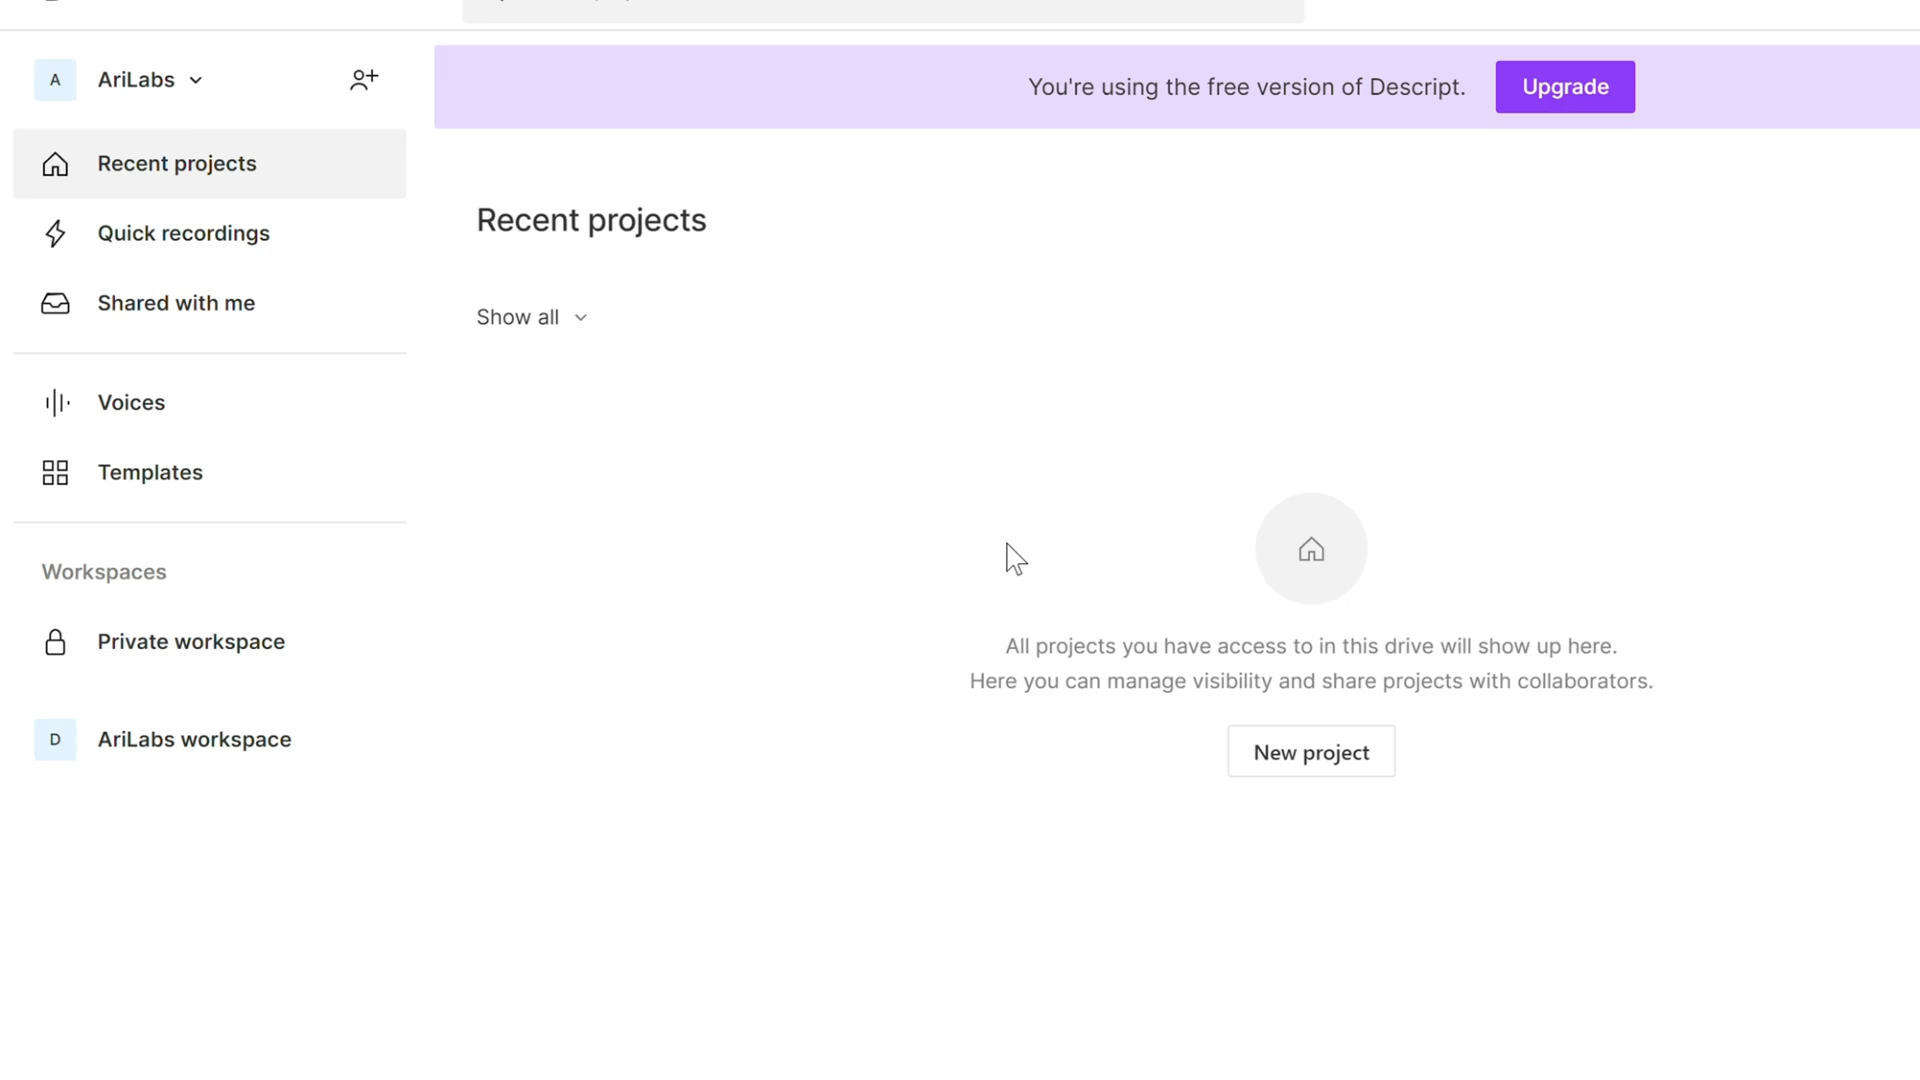 A AriLabs
You're using the free version of Descript. Upgrade
Recent projects
Quick recordings
Shared with me
Voices
Templates
Workspaces
Private workspace
D AriLabs workspace
Recent projects
Show all
All projects you have access to in this drive will show up here.
Here you can manage visibility and share projects with collaborators.
New project